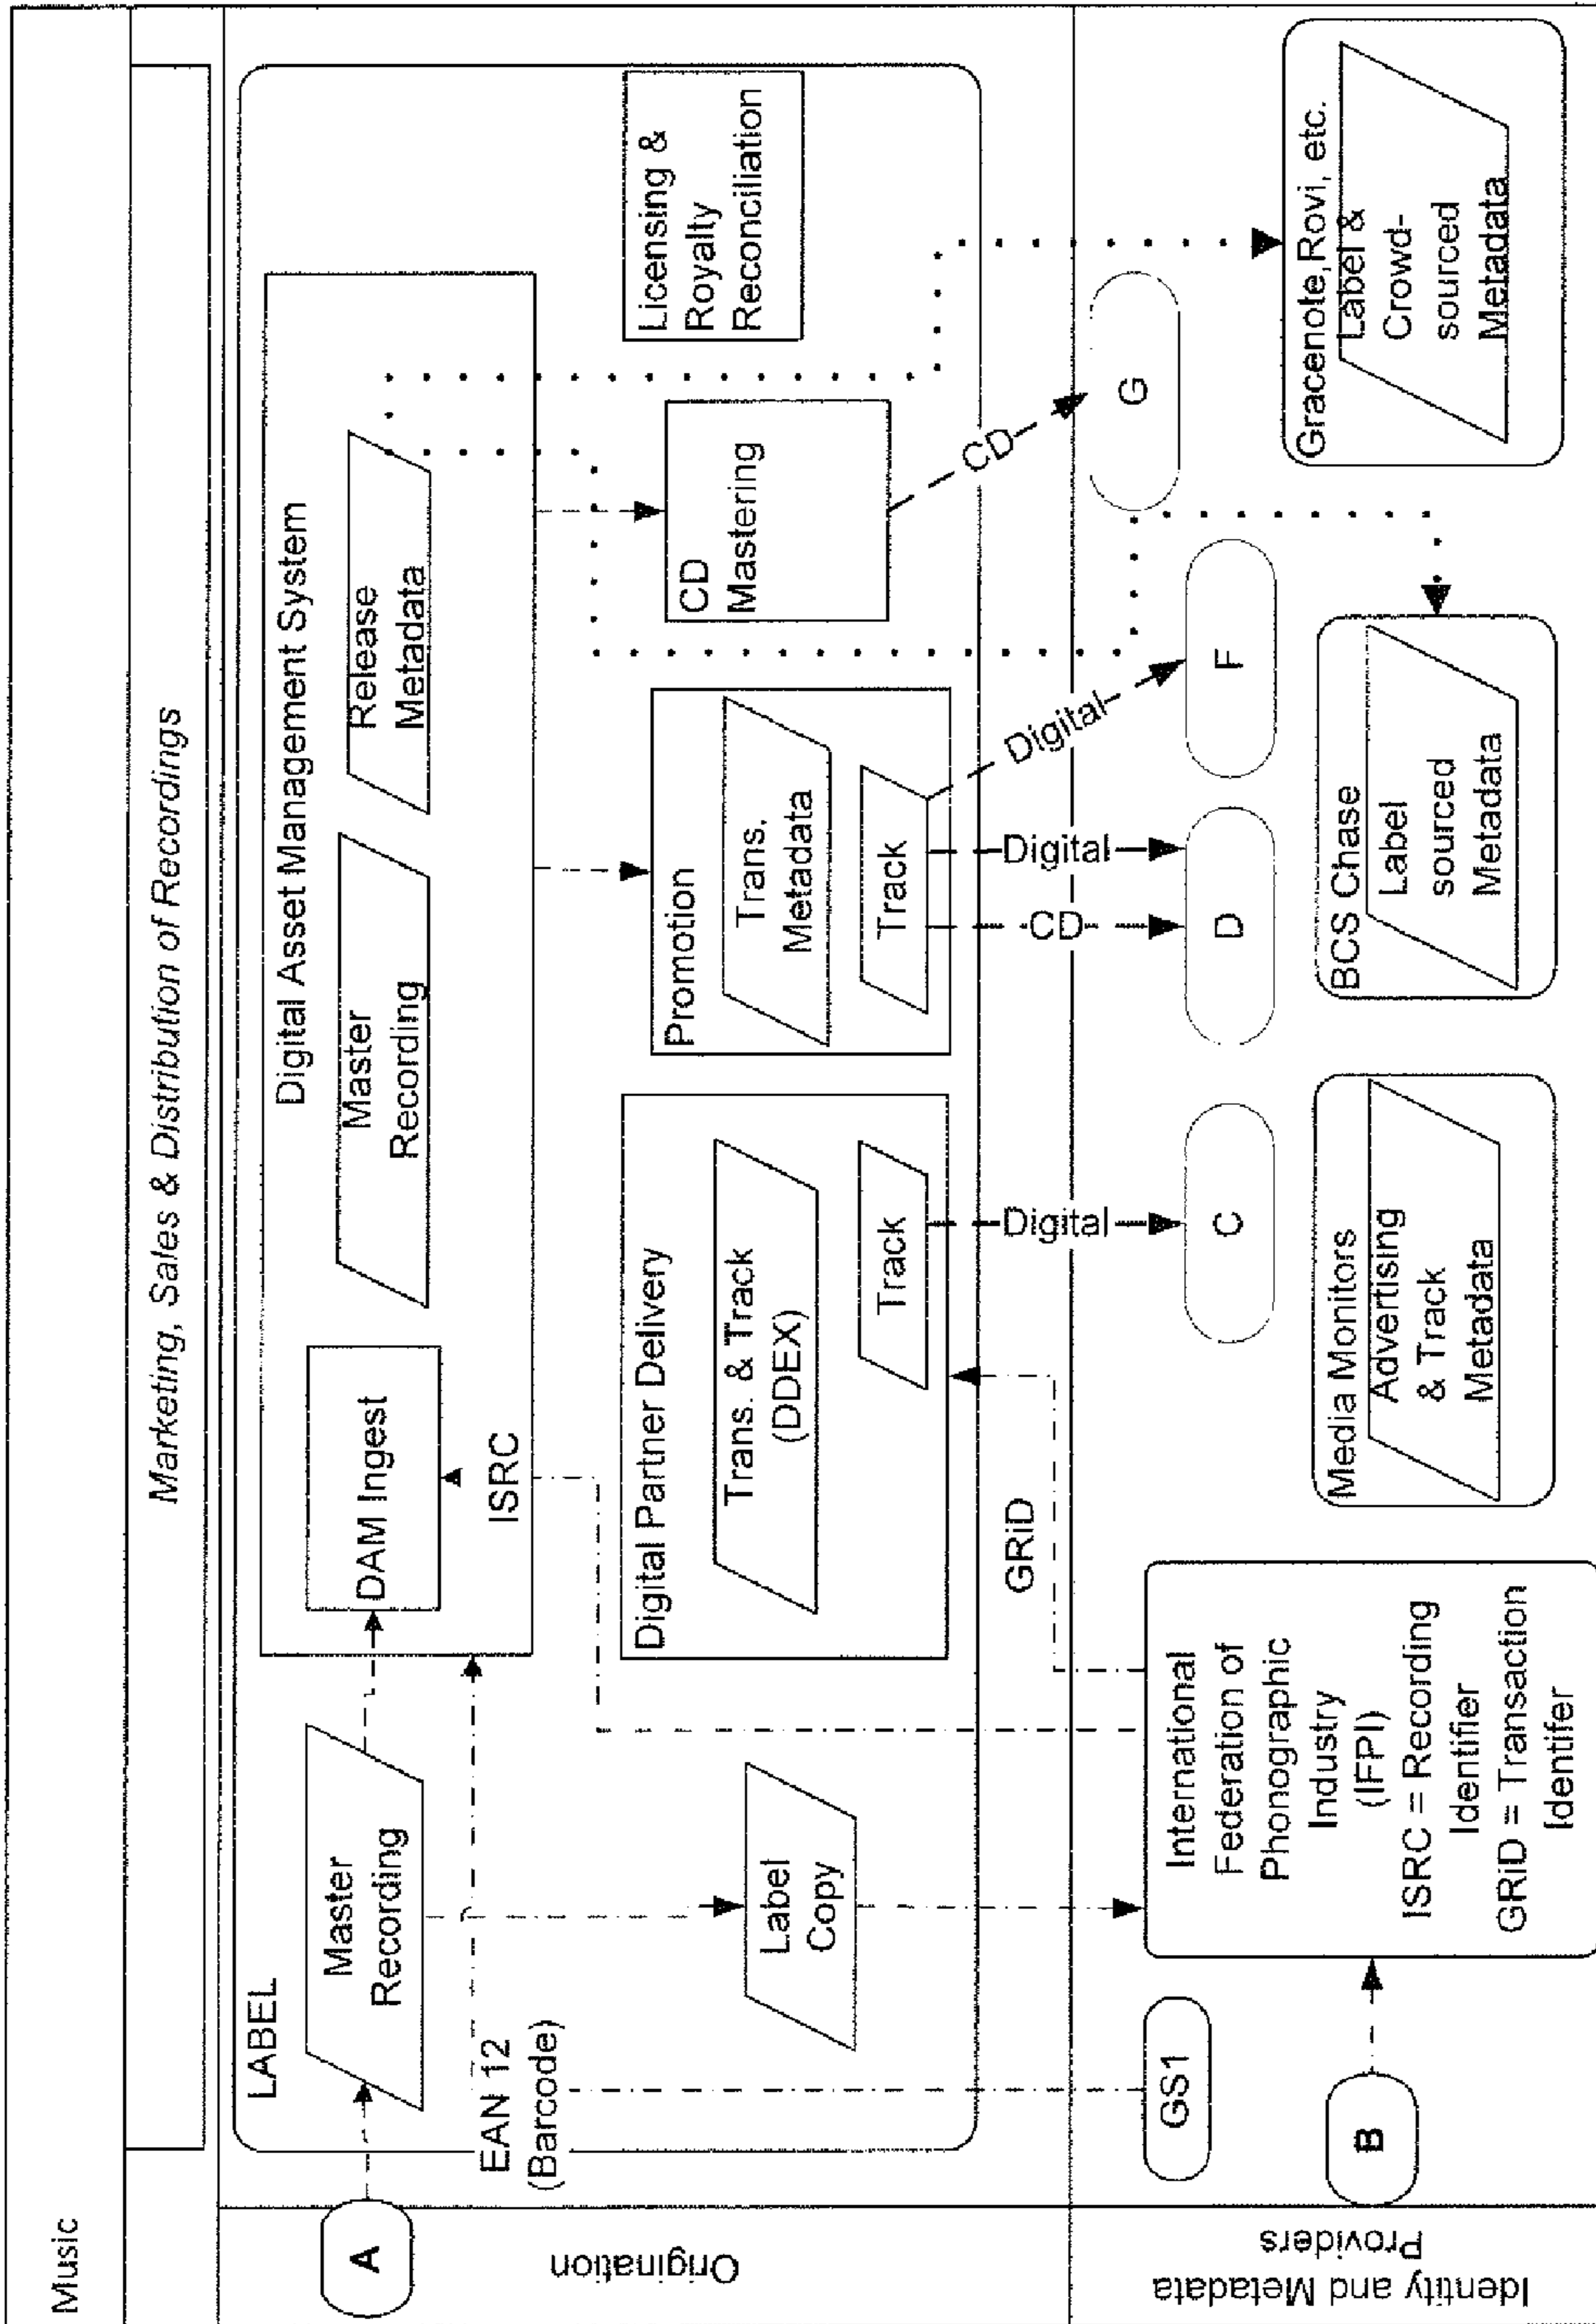 Music
Marketing, Sales & Distribution of Recordings
Origination
A
LABEL
Master
Recording
EAN 12
(Barcode)
Label
Copy
Digital Asset Management System
DAM Ingest
ISRC
Master
Recording
Release
Metadata
Digital Partner Delivery
Trans. & Track
(DDEX)
Track
Promotion
Trans.
Metadata
Track
CD
Mastering
Licensing &
Royalty
Reconciliation
GRiD
Digital
CD
Digital
Digital
CD
Identity and Metadata
Providers
B
GS1
International
Federation of
Phonographic
Industry
(IFPI)
ISRC = Recording
Identifier
GRiD = Transaction
Identifer
C
D
F
G
Media Monitors
Advertising
& Track
Metadata
BCS Chase
Label
sourced
Metadata
Gracenote,Rovi, etc.
Label &
Crowd-
sourced
Metadata